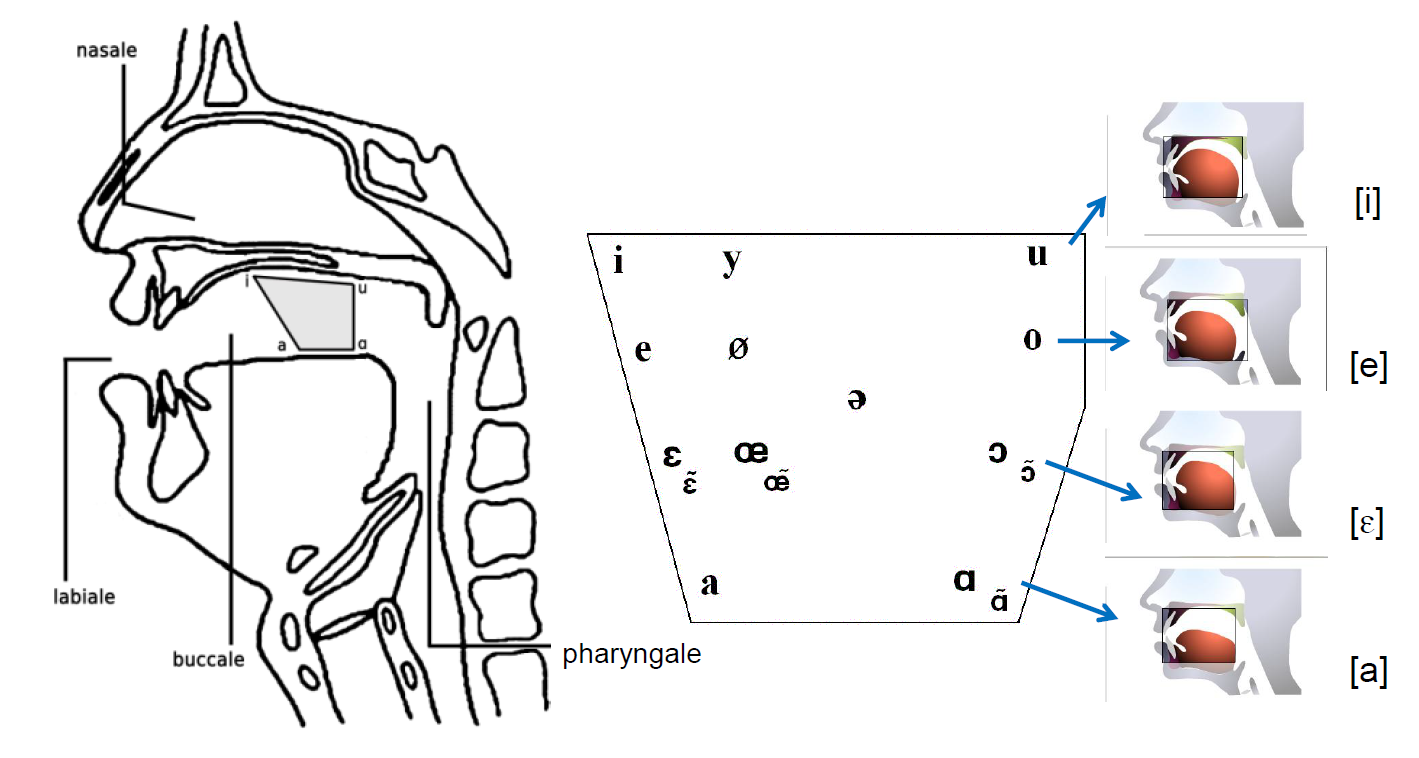 nasale
i
u
a
ɑ
labiale
buccale
pharyngale
i y u
e ø o
ə
ɛ œ ɔ
ɛ̃ œ̃ ɔ̃
a ɑ
ɑ̃
[i]
[e]
[ɛ]
[a]